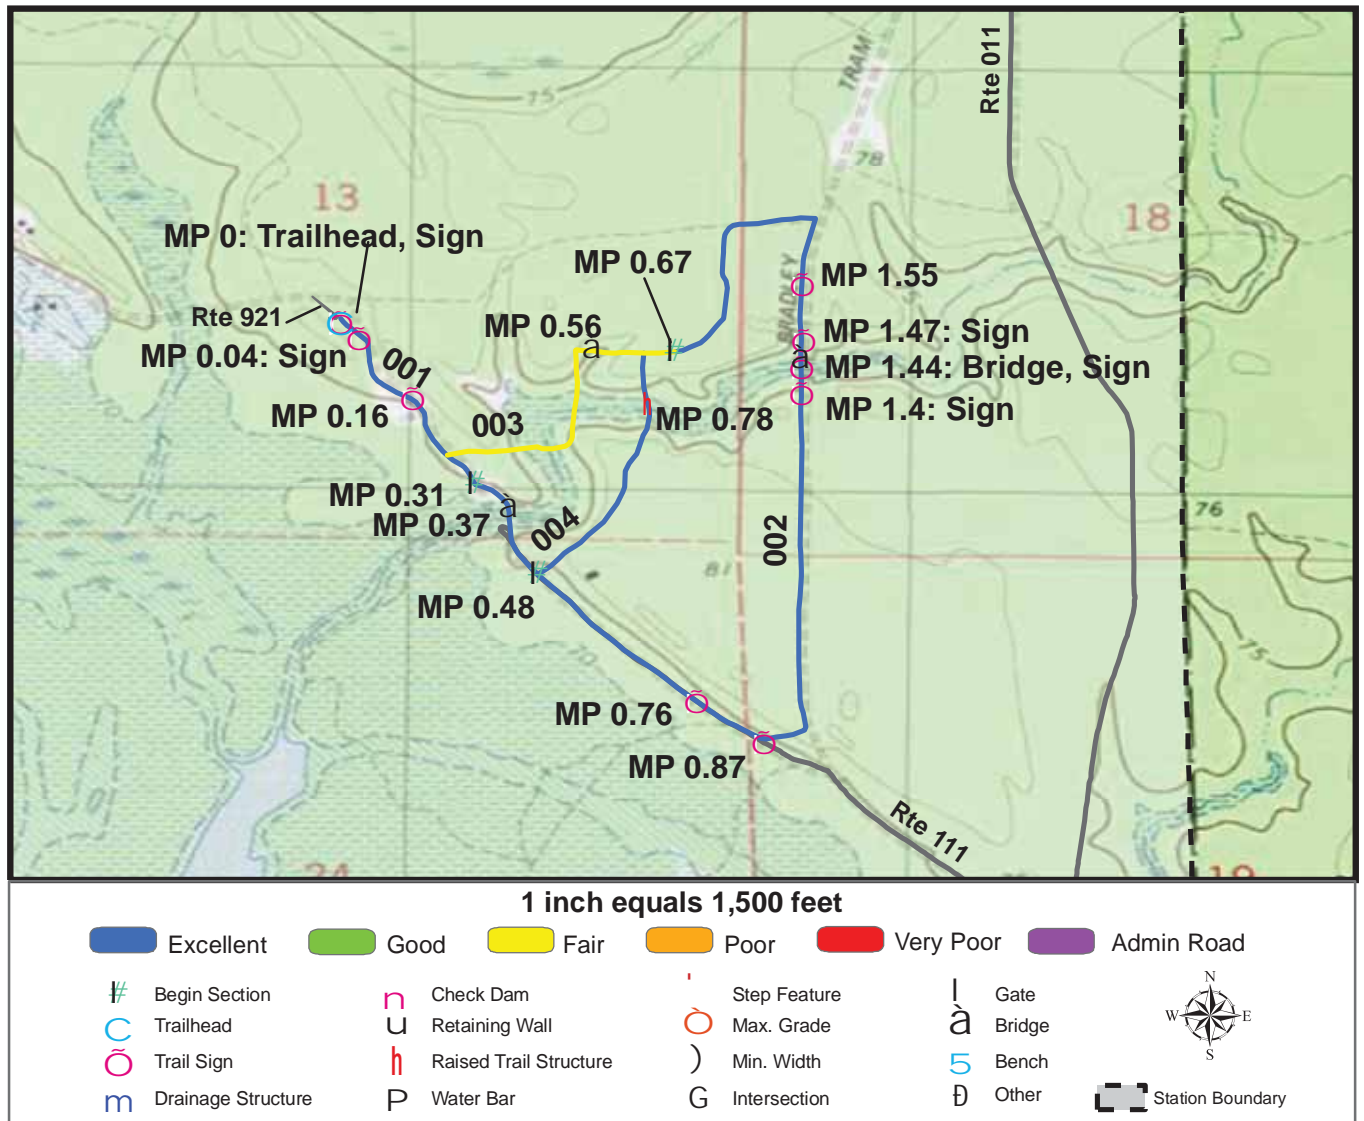 75
TRAM
Rte 011
78
13
18
MP 0: Trailhead, Sign
MP 0.67
BRADLEY
MP 1.55
Rte 921
MP 0.56
à
MP 1.47: Sign
MP 0.04: Sign
à
MP 1.44: Bridge, Sign
001
MP 1.4: Sign
MP 0.16
003
MP 0.78
MP 0.31
à
MP 0.37
004
002
76
81
MP 0.48
70
75
MP 0.76
MP 0.87
Rte 111
24
19
1 inch equals 1,500 feet
Excellent Good Fair Poor Very Poor Admin Road
# Begin Section n Check Dam ' Step Feature l Gate
C Trailhead u Retaining Wall Ò Max. Grade à Bridge
Õ Trail Sign h Raised Trail Structure ) Min. Width 5 Bench
m Drainage Structure P Water Bar G Intersection Ð Other Station Boundary
N
W E
S